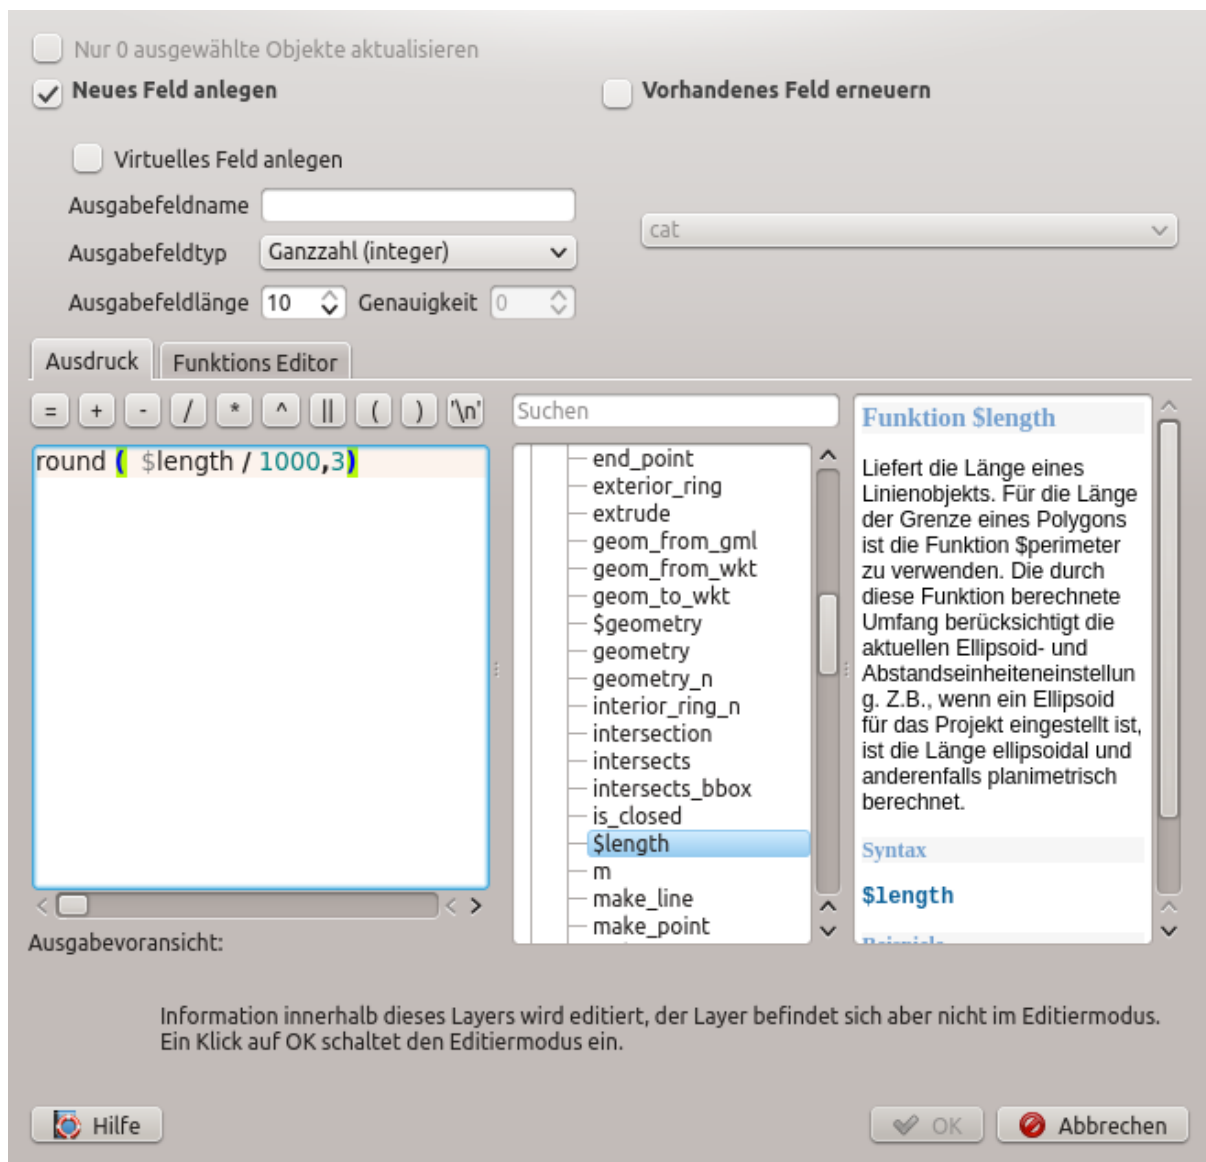 Nur 0 ausgewählte Objekte aktualisieren
Neues Feld anlegen
Vorhandenes Feld erneuern
Virtuelles Feld anlegen
Ausgabefeldname
cat
Ausgabefeldtyp Ganzzahl (integer)
Ausgabefeldlänge 10 Genauigkeit 0
Ausdruck Funktions Editor
= + - / * ^ || ( ) '\n'
round ( $length / 1000,3)
Ausgabevoransicht:
Suchen
end_point
exterior_ring
extrude
geom_from_gml
geom_from_wkt
geom_to_wkt
$geometry
geometry
geometry_n
interior_ring_n
intersection
intersects
intersects_bbox
is_closed
$length
m
make_line
make_point
Funktion $length
Liefert die Länge eines
Linienobjekts. Für die Länge
der Grenze eines Polygons
ist die Funktion $perimeter
zu verwenden. Die durch
diese Funktion berechnete
Umfang berücksichtigt die
aktuellen Ellipsoid- und
Abstandseinheiteneinstellun
g. Z.B., wenn ein Ellipsoid
für das Projekt eingestellt ist,
ist die Länge ellipsoidal und
anderenfalls planimetrisch
berechnet.
Syntax
$length
Information innerhalb dieses Layers wird editiert, der Layer befindet sich aber nicht im Editiermodus.
Ein Klick auf OK schaltet den Editiermodus ein.
Hilfe
OK
Abbrechen